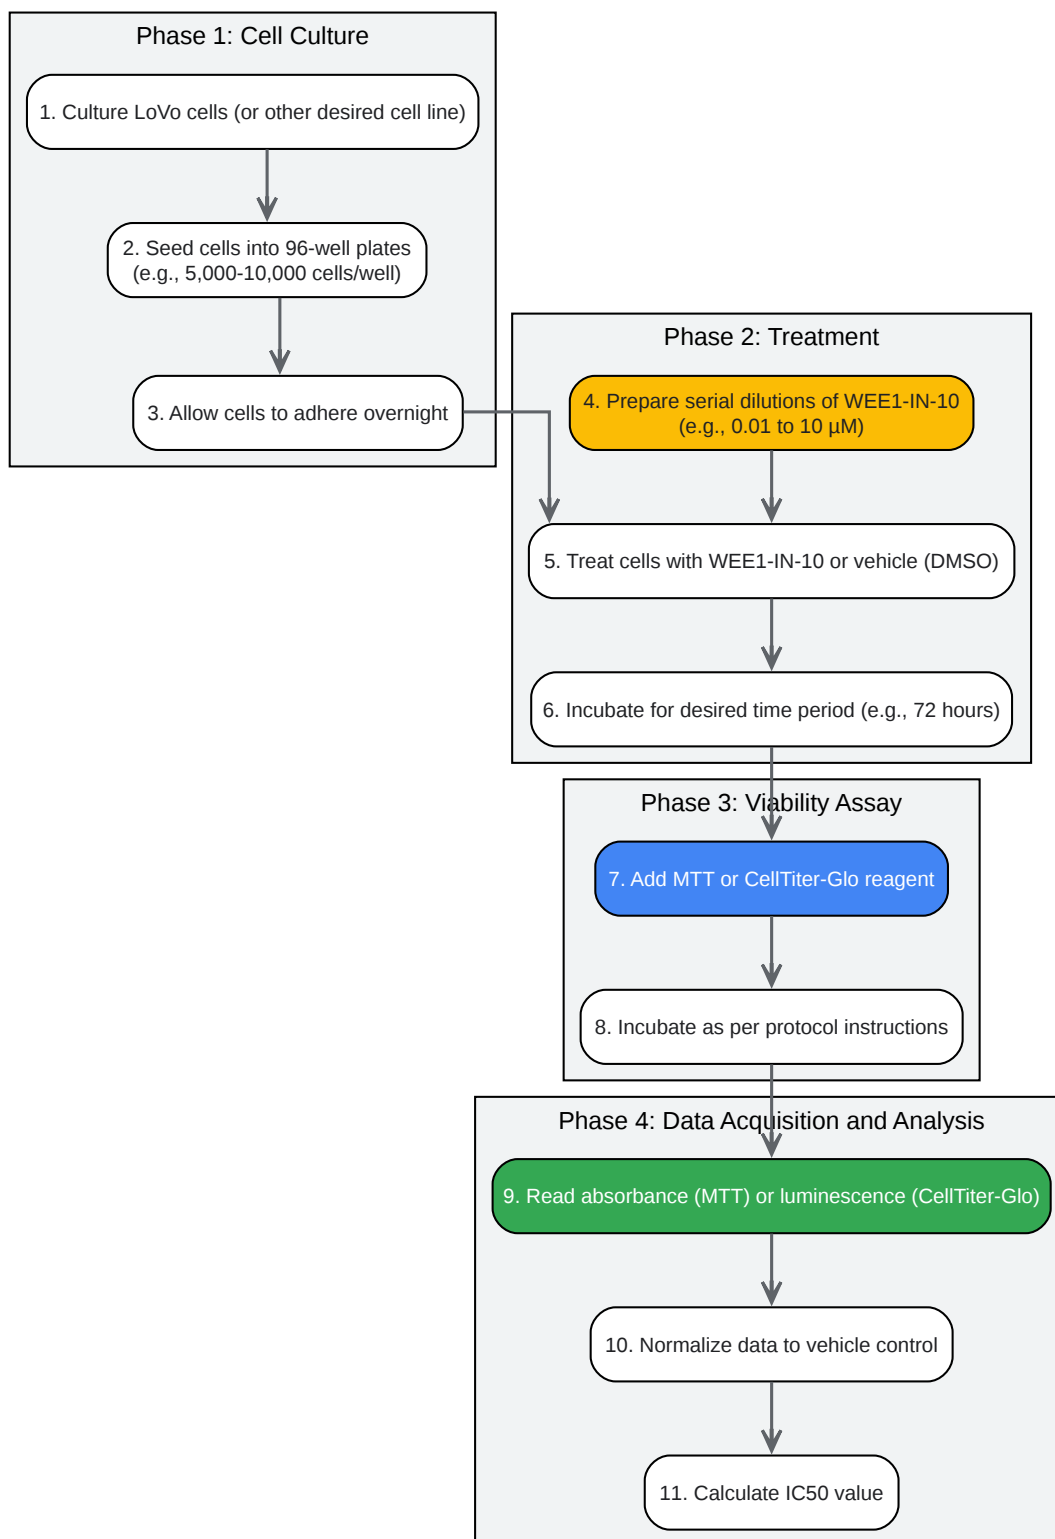 Phase 1: Cell Culture
1. Culture LoVo cells (or other desired cell line)
2. Seed cells into 96-well plates
(e.g., 5,000-10,000 cells/well)
3. Allow cells to adhere overnight
Phase 2: Treatment
4. Prepare serial dilutions of WEE1-IN-10
(e.g., 0.01 to 10 µM)
5. Treat cells with WEE1-IN-10 or vehicle (DMSO)
6. Incubate for desired time period (e.g., 72 hours)
Phase 3: Viability Assay
7. Add MTT or CellTiter-Glo reagent
8. Incubate as per protocol instructions
Phase 4: Data Acquisition and Analysis
9. Read absorbance (MTT) or luminescence (CellTiter-Glo)
10. Normalize data to vehicle control
11. Calculate IC50 value